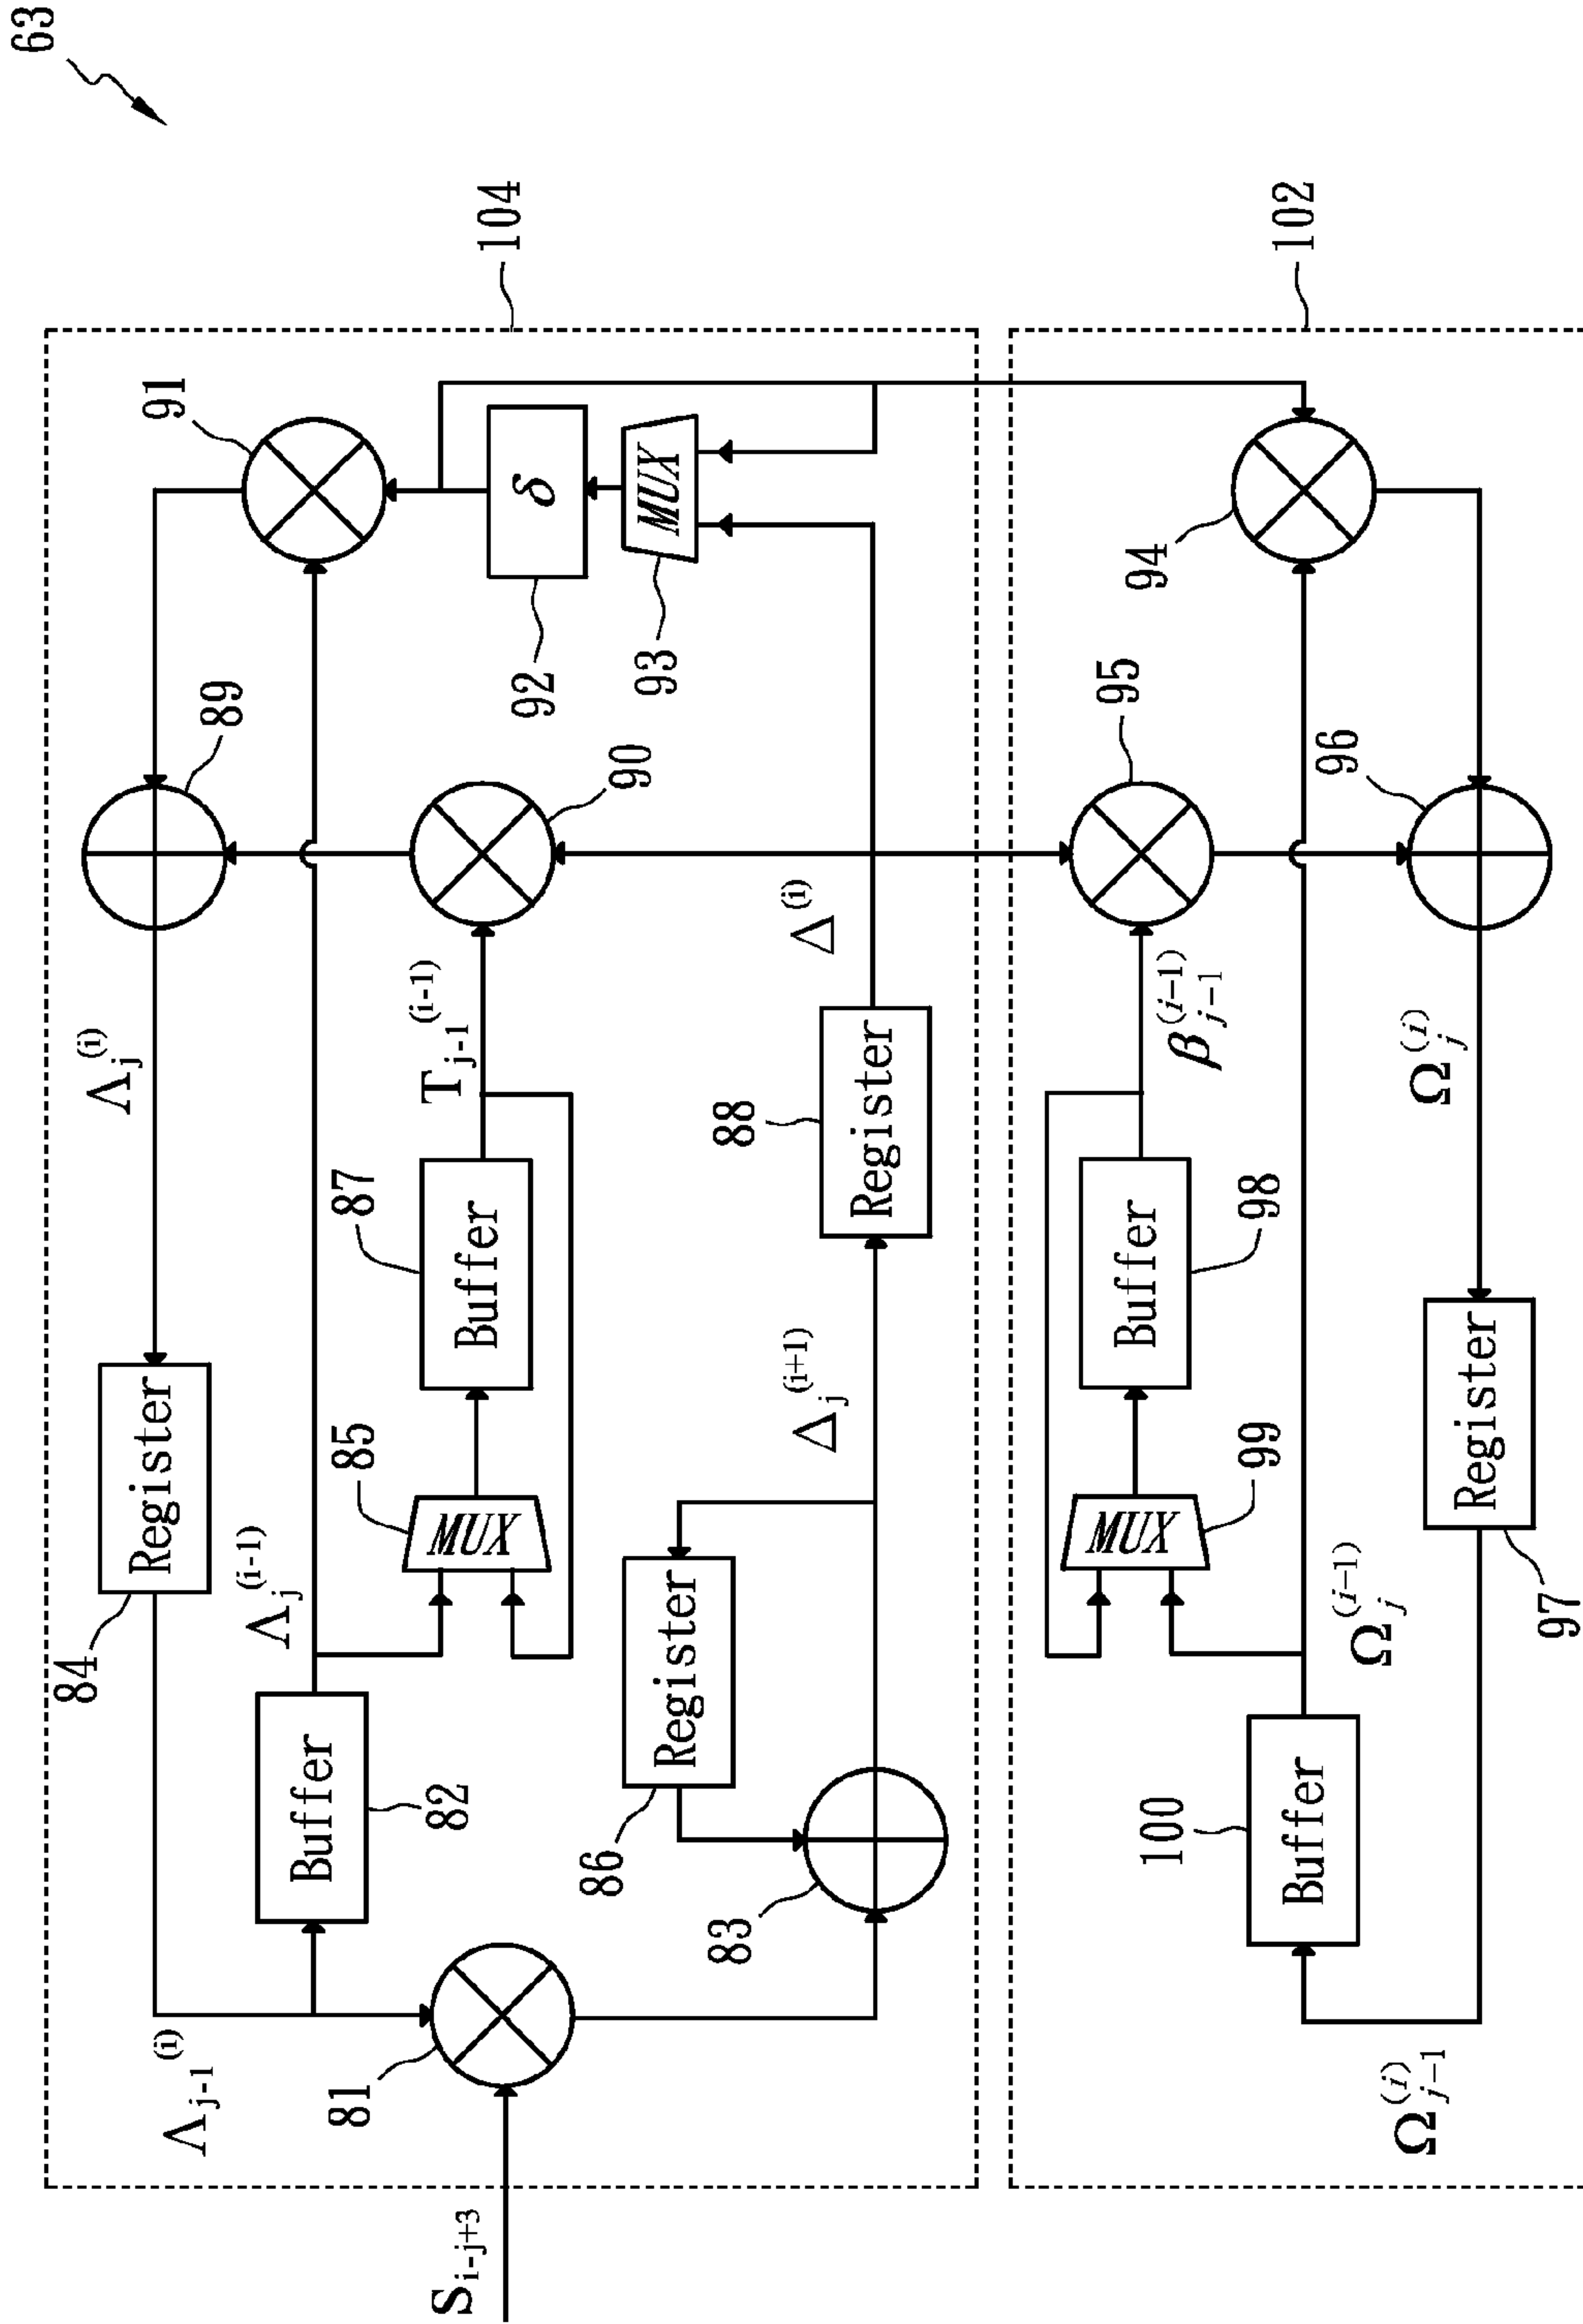 63
104
102
91
89
Λj(i)
Register
84
Λj-1(i)
Λj(i-1)
Buffer
82
85
MUX
87
Buffer
Tj-1(i-1)
90
δ
92
MUX
93
81
Si-j+3
83
86
Register
Δj(i+1)
88
Register
Δ(i)
95
94
96
βj-1(i-1)
Buffer
98
MUX
99
Ωj(i-1)
100
Buffer
Ωj(i)
Register
97
Ωj-1(i)